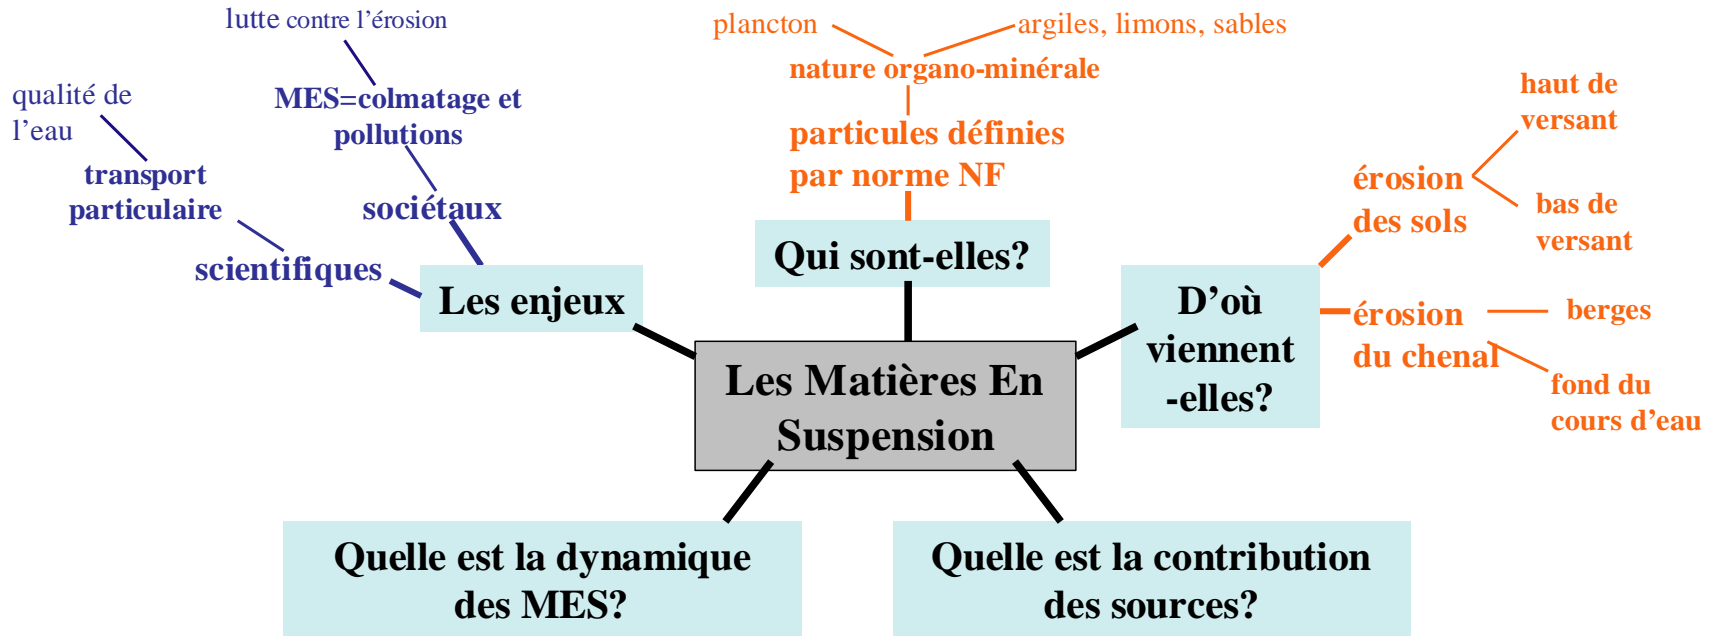 lutte contre l'érosion
plancton
argiles, limons, sables
nature organo-minérale
qualité de
l'eau
MES=colmatage et
pollutions
haut de
versant
particules définies
par norme NF
transport
particulaire
sociétaux
érosion
des sols
bas de
versant
scientifiques
Qui sont-elles?
Les enjeux
D'où
viennent
-elles?
érosion
du chenal
berges
fond du
cours d'eau
Les Matières En
Suspension
Quelle est la dynamique
des MES?
Quelle est la contribution
des sources?